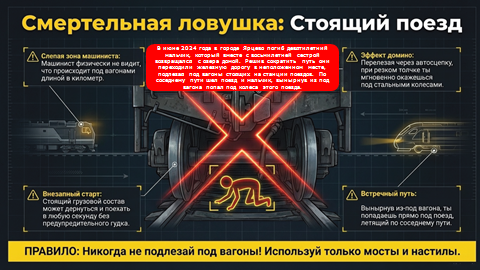 Смертельная ловушка: Стоящий поезд
В июне 2024 года в городе Ярцево погиб девятилетний
мальчик, который вместе с восьмилетней сестрой
возвращался с озера домой. Решив сократить путь они
переходили железную дорогу в неположенном месте,
подлезая под вагоны стоящих на станции поездов. По
соседнему пути шел поезд и мальчик, вынырнув из под
вагона попал под колеса этого поезда.
Слепая зона машиниста:
Машинист физически не видит,
что происходит под вагонами
длиной в километр.
Эффект домино:
Перелезая через автосцепку,
при резком толчке ты
мгновенно окажешься
под стальными колесами.
Внезапный старт:
Стоящий грузовой состав
может дернуться и поехать
в любую секунду без
предупредительного гудка.
Встречный путь:
Вынырнув из-под вагона, ты
попадаешь прямо под поезд,
летящий по соседнему пути.
ПРАВИЛО: Никогда не подлезай под вагоны! Используй только мосты и настилы.